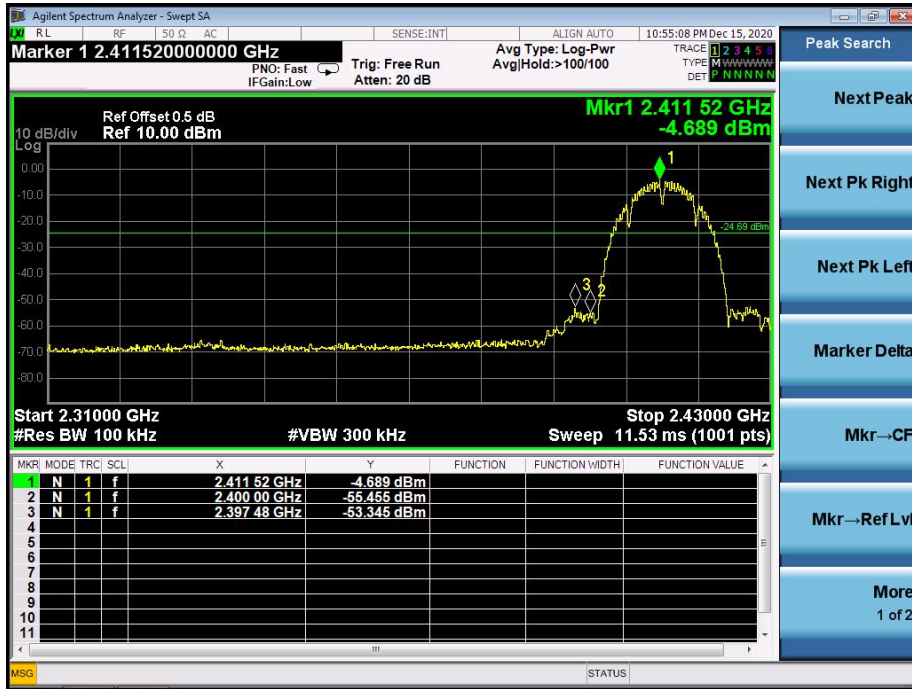 Agilent Spectrum Analyzer - Swept SA
LXI RL RF 50 Ω AC SENSE:INT ALIGN AUTO 10:55:08 PM Dec 15, 2020
Marker 1 2.411520000000 GHz
PNO: Fast
IFGain:Low
Trig: Free Run
Atten: 20 dB
Avg Type: Log-Pwr
Avg|Hold:>100/100
TRACE 1 2 3 4 5 6
TYPE M WWWWW
DET P N N N N N
Peak Search
Next Peak
Next Pk Right
Next Pk Left
Marker Delta
Mkr→CF
Mkr→Ref Lvl
More
1 of 2
Mkr1 2.411 52 GHz
-4.689 dBm
Ref Offset 0.5 dB
10 dB/div Ref 10.00 dBm
Log
0.00
-10.0
-20.0
-30.0
-40.0
-50.0
-60.0
-70.0
-80.0
1
-24.69 dBm
3 2
Start 2.31000 GHz Stop 2.43000 GHz
#Res BW 100 kHz #VBW 300 kHz Sweep 11.53 ms (1001 pts)
MKR MODE TRC SCL X Y FUNCTION FUNCTION WIDTH FUNCTION VALUE
1 N 1 f 2.411 52 GHz -4.689 dBm
2 N 1 f 2.400 00 GHz -55.455 dBm
3 N 1 f 2.397 48 GHz -53.345 dBm
4
5
6
7
8
9
10
11
MSG STATUS